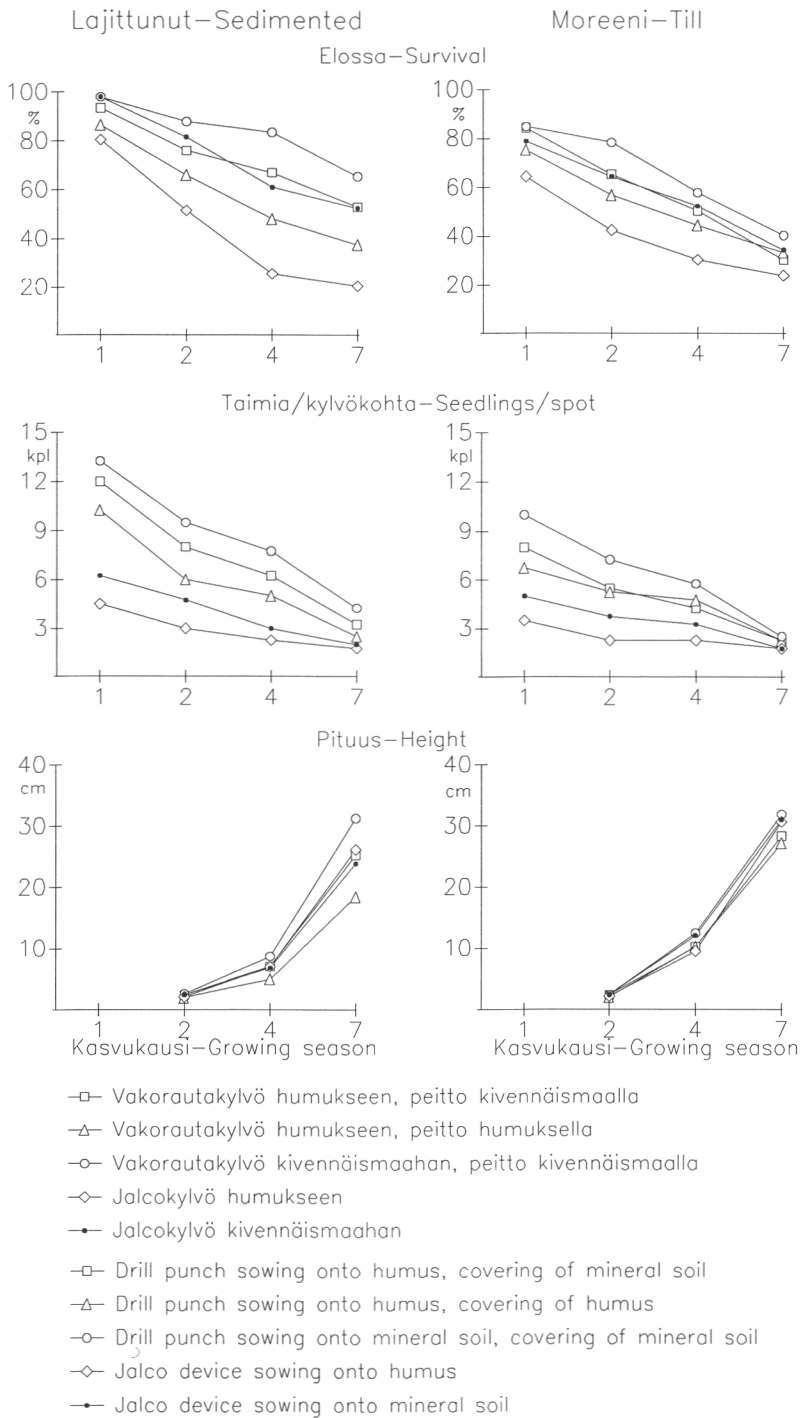 Lajittunut–Sedimented
Moreeni–Till
Elossa–Survival
100
%
80
60
40
20
1 2 4 7
100
%
80
60
40
20
1 2 4 7
Taimia/kylvökohta–Seedlings/spot
15
kpl
12
9
6
3
1 2 4 7
15
kpl
12
9
6
3
1 2 4 7
Pituus–Height
40
cm
30
20
10
1 2 4 7
Kasvukausi–Growing season
40
cm
30
20
10
1 2 4 7
Kasvukausi–Growing season
Vakorautakylvö humukseen, peitto kivennäismaalla
Vakorautakylvö humukseen, peitto humuksella
Vakorautakylvö kivennäismaahan, peitto kivennäismaalla
Jalcokylvö humukseen
Jalcokylvö kivennäismaahan
Drill punch sowing onto humus, covering of mineral soil
Drill punch sowing onto humus, covering of humus
Drill punch sowing onto mineral soil, covering of mineral soil
Jalco device sowing onto humus
Jalco device sowing onto mineral soil